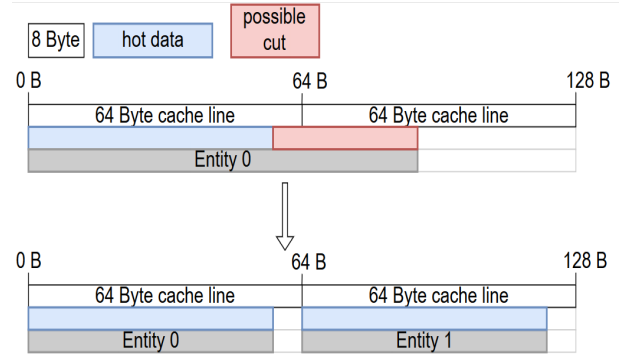 8 Byte
hot data
possible
cut
0 B
64 B
128 B
64 Byte cache line
64 Byte cache line
Entity 0
0 B
64 B
128 B
64 Byte cache line
64 Byte cache line
Entity 0
Entity 1